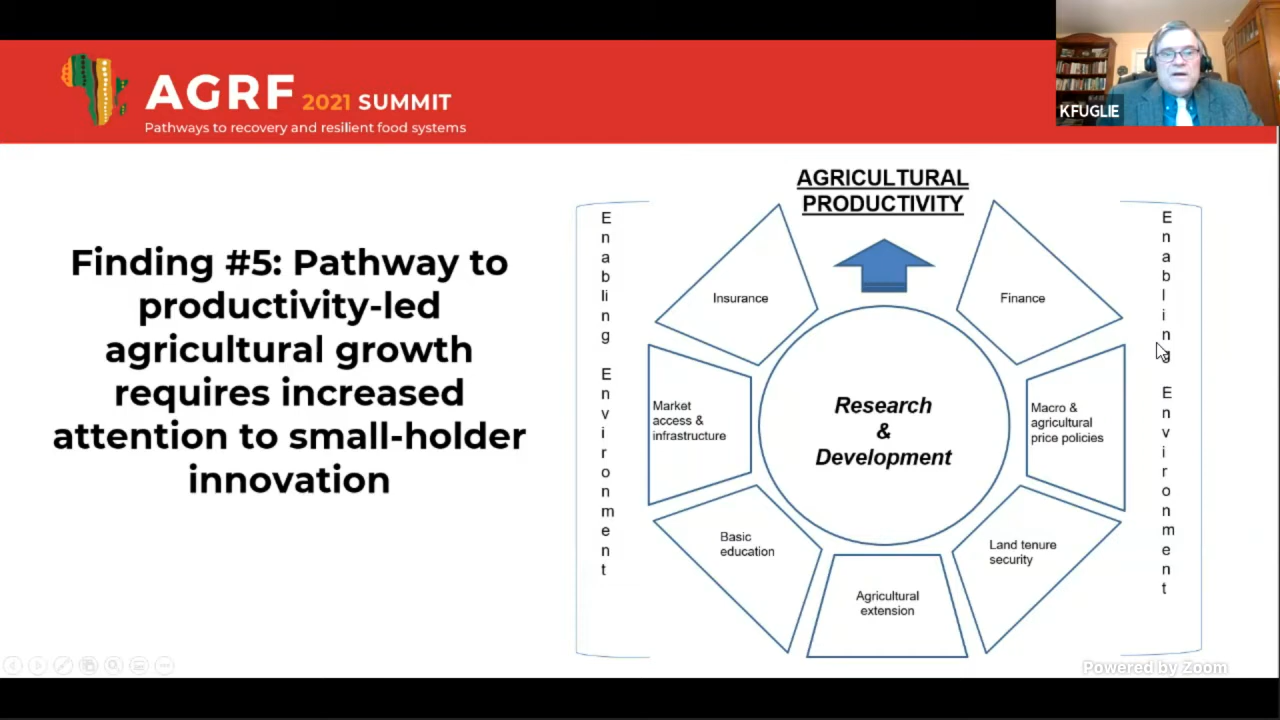 KFUGLIE
AGRF 2021 SUMMIT
Pathways to recovery and resilient food systems
Finding #5: Pathway to
productivity-led
agricultural growth
requires increased
attention to small-holder
innovation
AGRICULTURAL
PRODUCTIVITY
Enabling Environment
Insurance
Finance
Enabling Environment
Market
access &
infrastructure
Research
&
Development
Macro &
agricultural
price policies
Basic
education
Agricultural
extension
Land tenure
security
Powered by Zoom